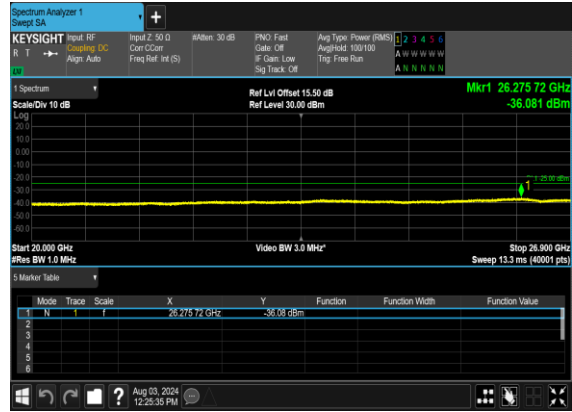 Spectrum Analyzer 1
Swept SA
+
KEYSIGHT Input: RF Input Z: 50 Ω #Atten: 30 dB PNO: Fast Avg Type: Power (RMS) 1 2 3 4 5 6
R T Coupling: DC Corr CCorr Gate: Off Avg|Hold: 100/100 A W W W W W
Align: Auto Freq Ref: Int (S) IF Gain: Low Trig: Free Run
Sig Track: Off A N N N N N
1 Spectrum Ref Lvl Offset 15.50 dB Mkr1 26.275 72 GHz
Scale/Div 10 dB Ref Level 30.00 dBm -36.081 dBm
Log
20.0
10.0
0.00
-10.0
-20.0
-30.0
-40.0
-50.0
-60.0
1
Start 20.000 GHz Video BW 3.0 MHz* Stop 26.900 GHz
#Res BW 1.0 MHz Sweep 13.3 ms (40001 pts)
5 Marker Table
Mode Trace Scale X Y Function Function Width Function Value
1 N 1 f 26.275 72 GHz -36.08 dBm
2
3
4
5
6
? Aug 03, 2024
12:25:35 PM